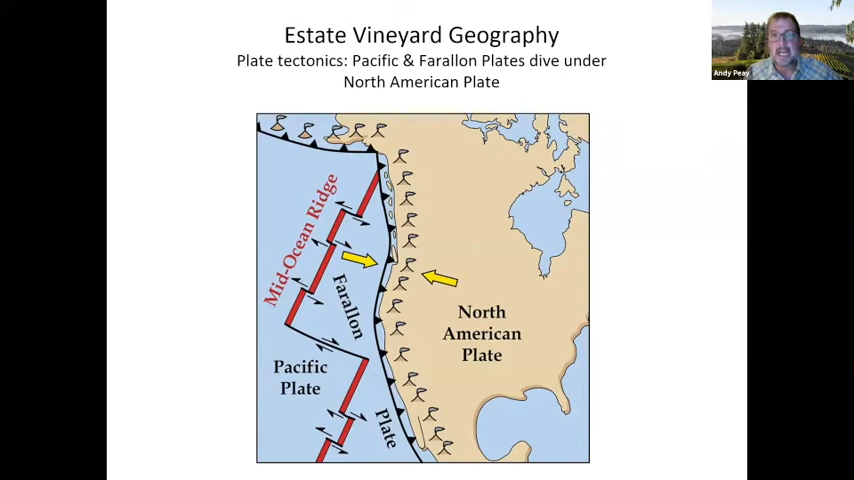 Estate Vineyard Geography
Plate tectonics: Pacific & Farallon Plates dive under
North American Plate
Andy Peay
Mid-Ocean Ridge
Farallon
Plate
Pacific
Plate
North
American
Plate